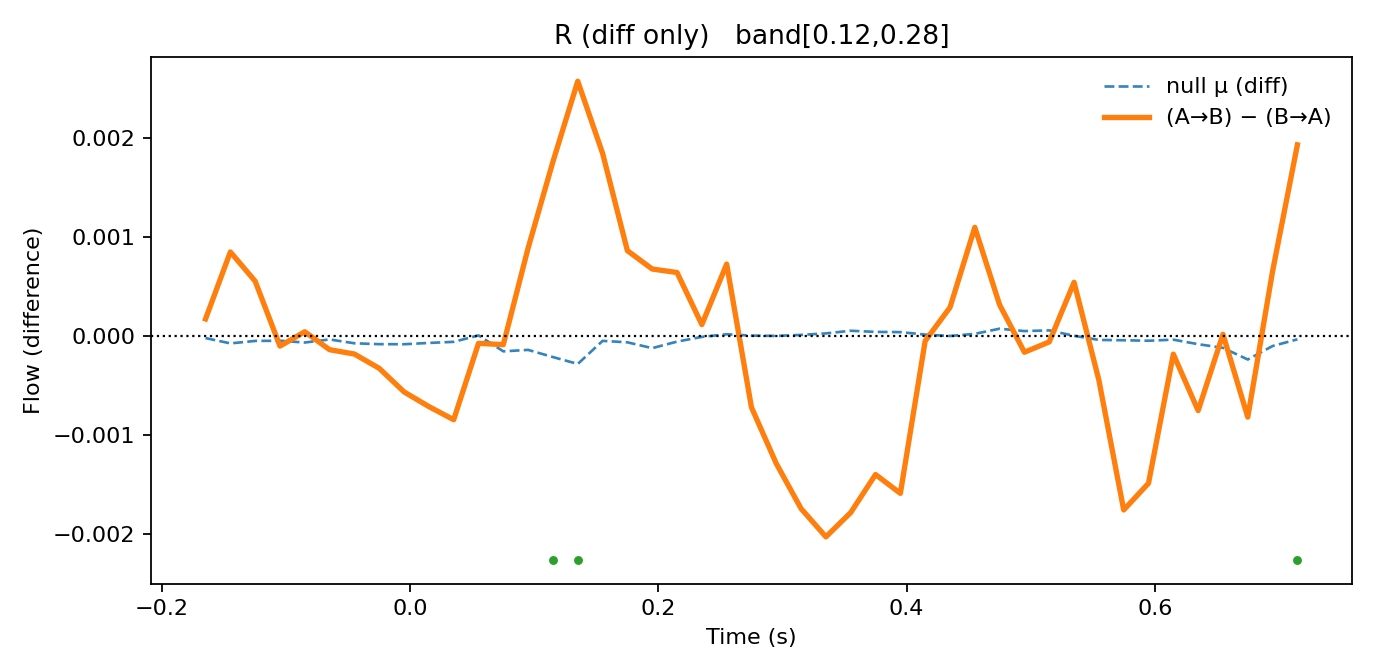 R (diff only)   band[0.12,0.28]
null μ (diff)
(A→B) − (B→A)
Flow (difference)
0.002
0.001
0.000
−0.001
−0.002
−0.2
0.0
0.2
0.4
0.6
Time (s)